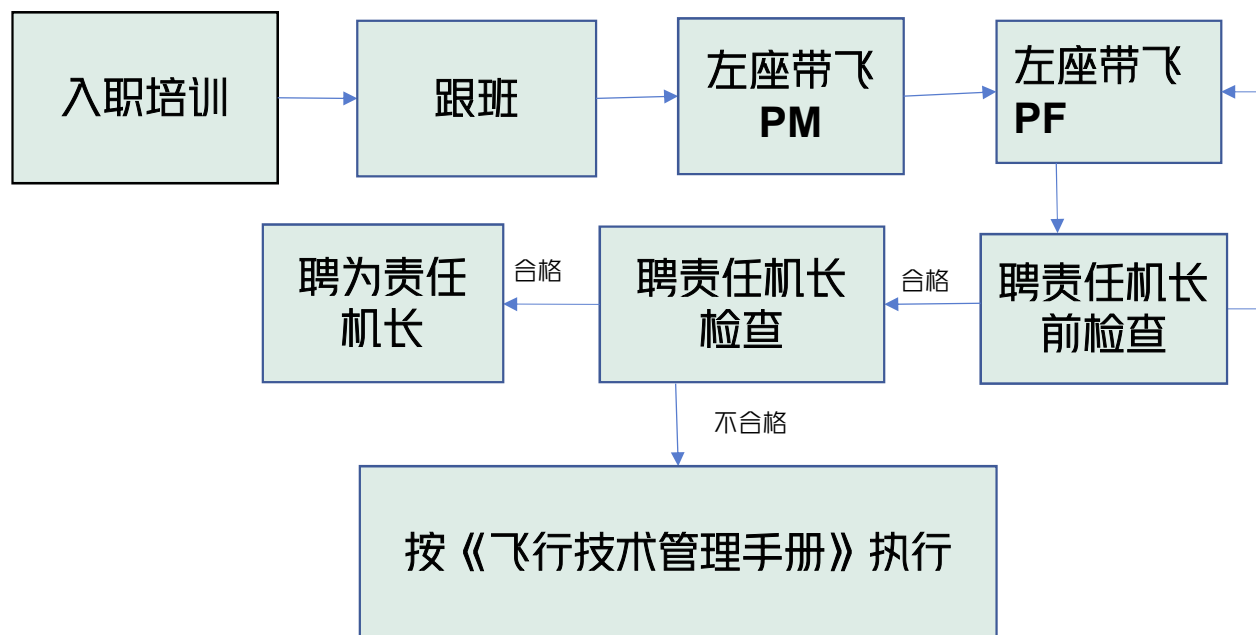 入职培训
跟班
左座带飞
PM
左座带飞
PF
聘为责任
机长
合格
聘责任机长
检查
合格
聘责任机长
前检查
不合格
按《飞行技术管理手册》执行